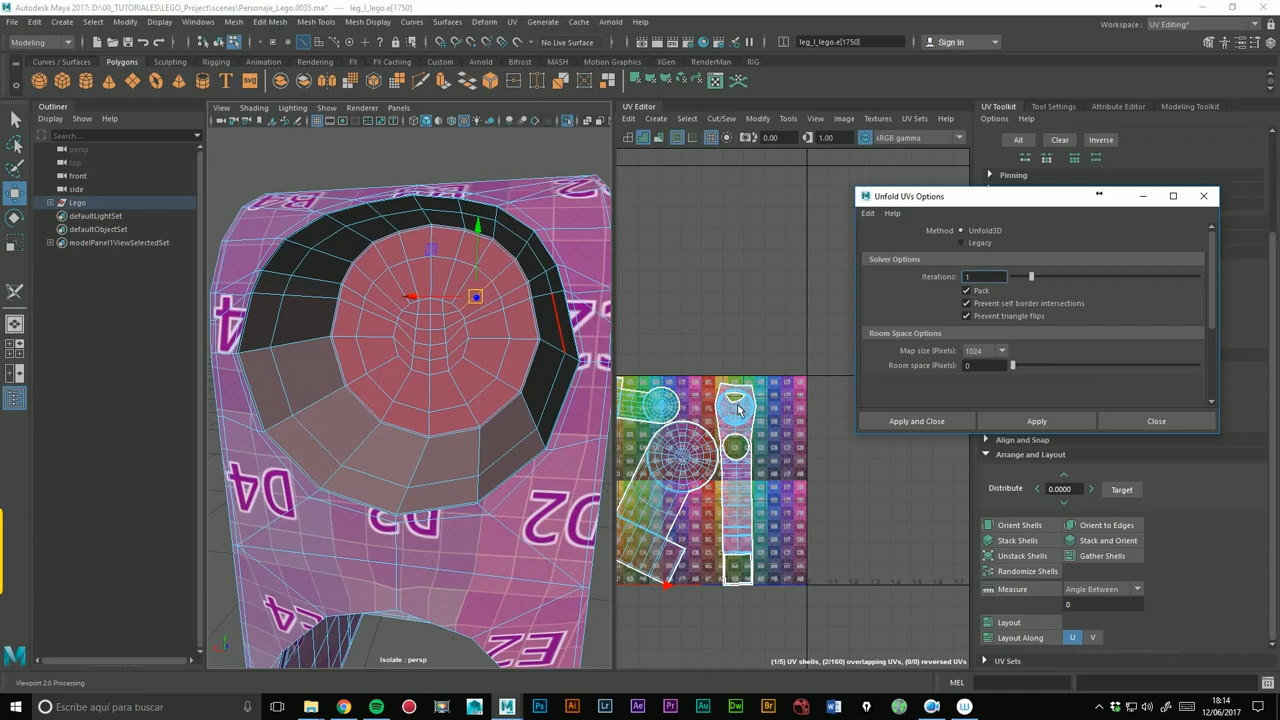 Autodesk Maya 2017: D:\00_TUTORIALES\LEGO_Project\scenes\Personaje_Lego.0035.ma* --- leg_l_lego.e[1750]
File Edit Create Select Modify Display Windows Mesh Edit Mesh Mesh Tools Mesh Display Curves Surfaces Deform UV Generate Cache Arnold Help
Workspace : UV Editing*
Modeling No Live Surface leg_l_lego.e[1750] Sign In
Curves / Surfaces Polygons Sculpting Rigging Animation Rendering FX FX Caching Custom Arnold Bifrost MASH Motion Graphics XGen RenderMan RIG
Outliner
Display Show Help
Search...
persp
top
front
side
Lego
defaultLightSet
defaultObjectSet
modelPanel1ViewSelectedSet
View Shading Lighting Show Renderer Panels
D4
D2
E4
E2
Isolate : persp
UV Editor
Edit Create Select Cut/Sew Modify Tools View Image Textures UV Sets Help
0.00 1.00 sRGB gamma
(1/5) UV shells, (2/160) overlapping UVs, (0/0) reversed UVs
UV Toolkit Tool Settings Attribute Editor Modeling Toolkit
Options Help
All Clear Inverse
Pinning
Unfold UVs Options
Edit Help
Method Unfold3D
Legacy
Solver Options
Iterations: 1
Pack
Prevent self border intersections
Prevent triangle flips
Room Space Options
Map size (Pixels): 1024
Room space (Pixels): 0
Apply and Close Apply Close
Align and Snap
Arrange and Layout
Distribute 0.0000 Target
Orient Shells Orient to Edges
Stack Shells Stack and Orient
Unstack Shells Gather Shells
Randomize Shells
Measure Angle Between
0
Layout
Layout Along U V
UV Sets
Viewport 2.0 Processing
MEL
Escribe aquí para buscar
18:14
12/06/2017